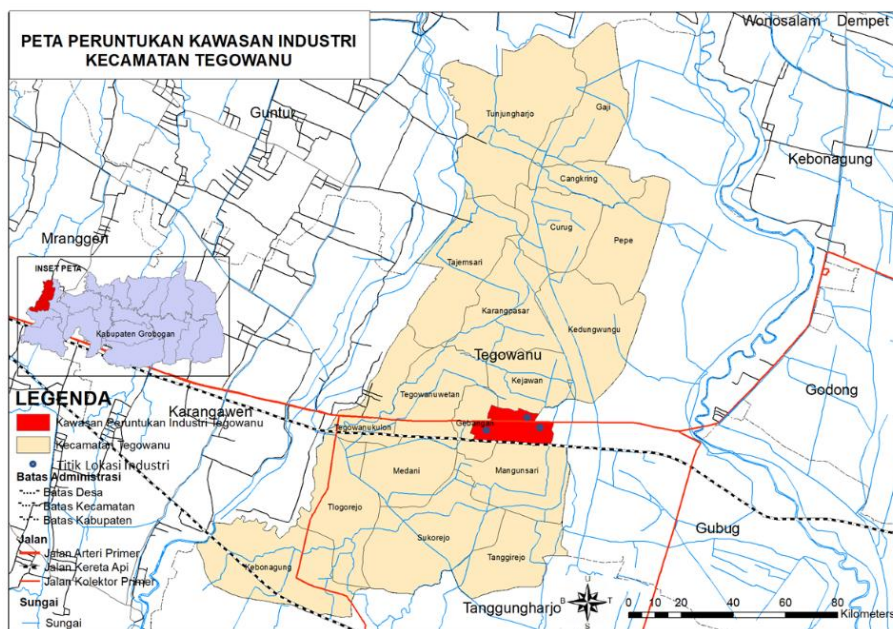 PETA PERUNTUKAN KAWASAN INDUSTRI
KECAMATAN TEGOWANU
Wonosalam
Dempet
Guntur
Gaji
Tunjungharjo
Kebonagung
Cangkring
Curug
Pepe
Mranggen
INSET PETA
Kabupaten Grobogan
Tajemsari
Karangpasar
Kedungwungu
Tegowanu
Kejawan
Godong
Tegowanuwetan
Karangawen
Gebangan
Tegowanukulon
Medani
Mangunsari
Tlogorejo
Sukorejo
Gubug
Tanggirejo
Kebonagung
Tanggungharjo
LEGENDA
Kawasan Peruntukan Industri Tegowanu
Kecamatan Tegowanu
Titik Lokasi Industri
Batas Administrasi
Batas Desa
Batas Kecamatan
Batas Kabupaten
Jalan
Jalan Arteri Primer
Jalan Kereta Api
Jalan Kolektor Primer
Sungai
Sungai
U
B T
S
0 10 20 40 60 80
Kilometers